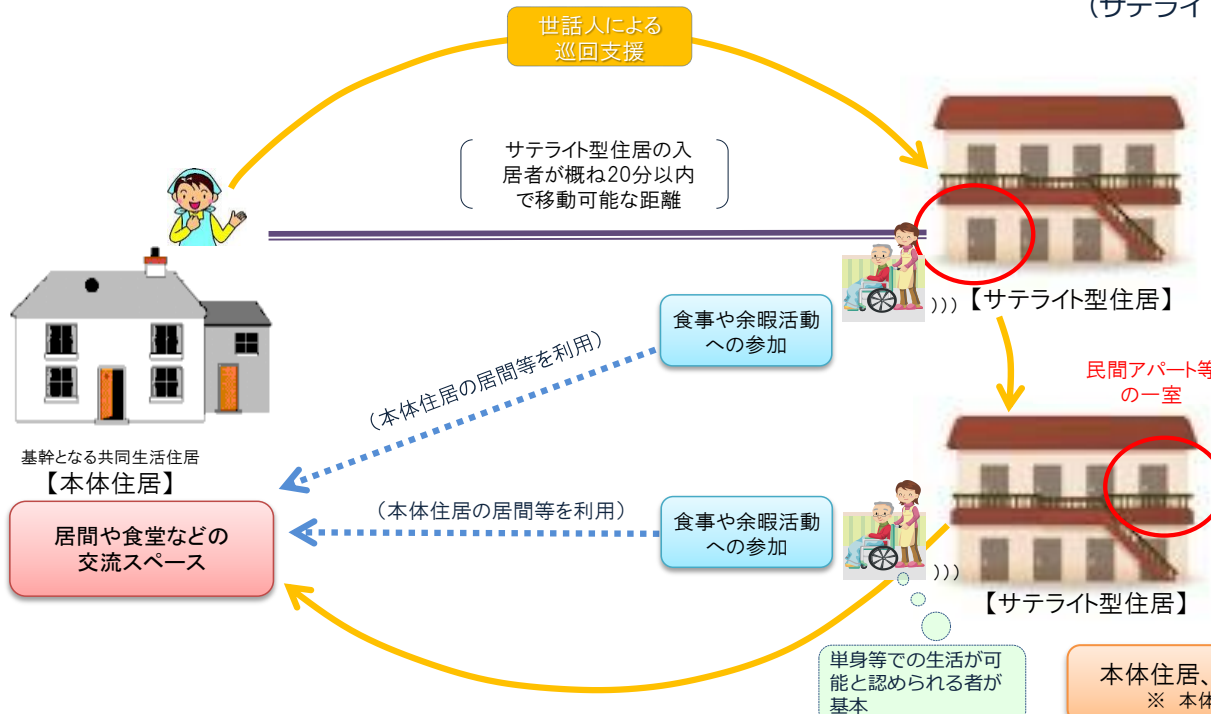 （サテライ
世話人による
巡回支援
サテライト型住居の入
居者が概ね20分以内
で移動可能な距離
【サテライト型住居】
食事や余暇活動
への参加
（本体住居の居間等を利用）
民間アパート等
の一室
基幹となる共同生活住居
【本体住居】
居間や食堂などの
交流スペース
（本体住居の居間等を利用）
食事や余暇活動
への参加
【サテライト型住居】
単身等での生活が可
能と認められる者が
基本
本体住居、
※ 本体